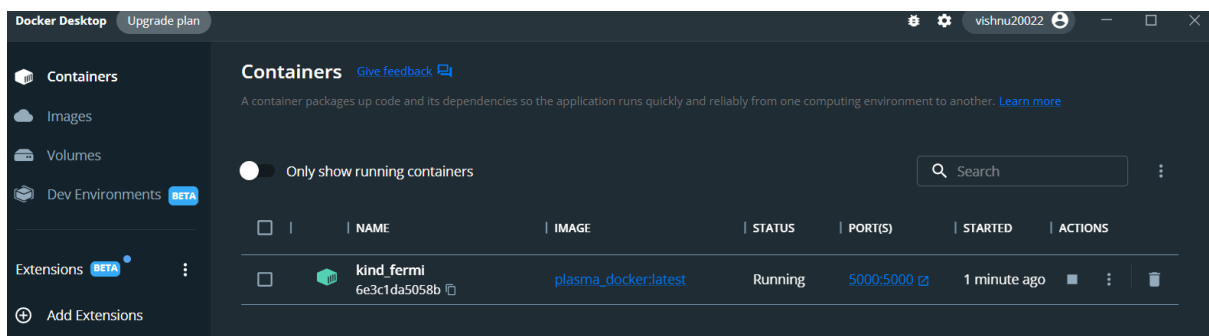 Docker Desktop Upgrade plan vishnu20022
Containers
Images
Volumes
Dev Environments BETA
Extensions BETA
Add Extensions
Containers Give feedback
A container packages up code and its dependencies so the application runs quickly and reliably from one computing environment to another. Learn more
Only show running containers
Search
NAME IMAGE STATUS PORT(S) STARTED ACTIONS
kind_fermi plasma_docker:latest Running 5000:5000 1 minute ago
6e3c1da5058b